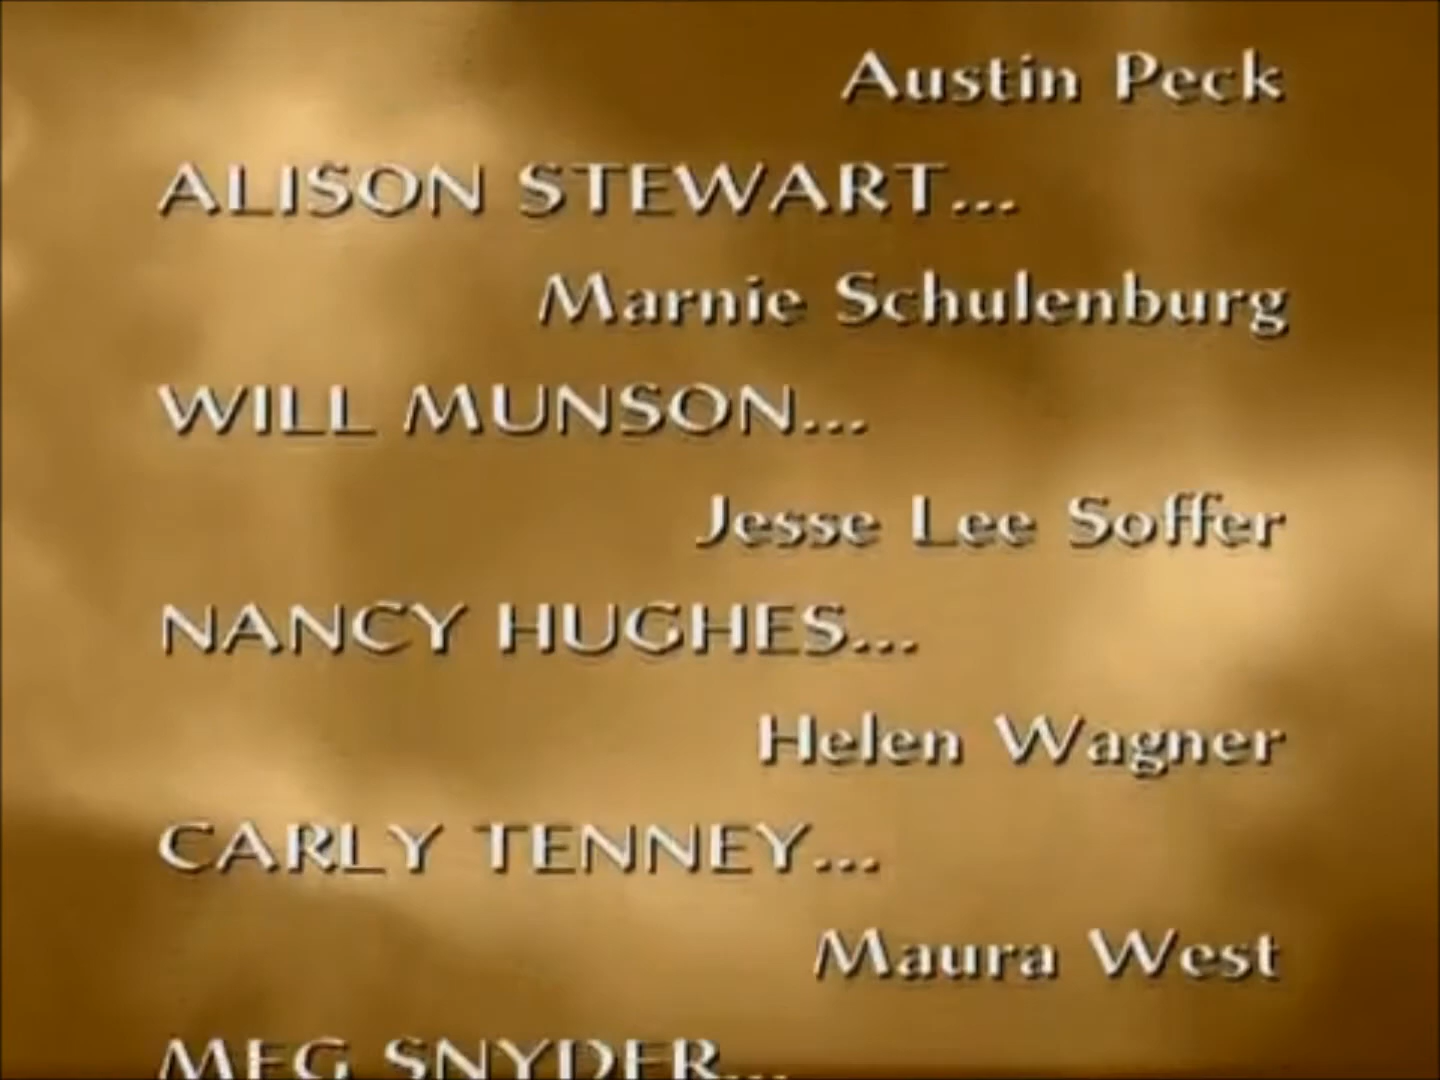 Austin Peck
ALISON STEWART...
Marnie Schulenburg
WILL MUNSON...
Jesse Lee Soffer
NANCY HUGHES...
Helen Wagner
CARLY TENNEY...
Maura West
MEG SNYDER...